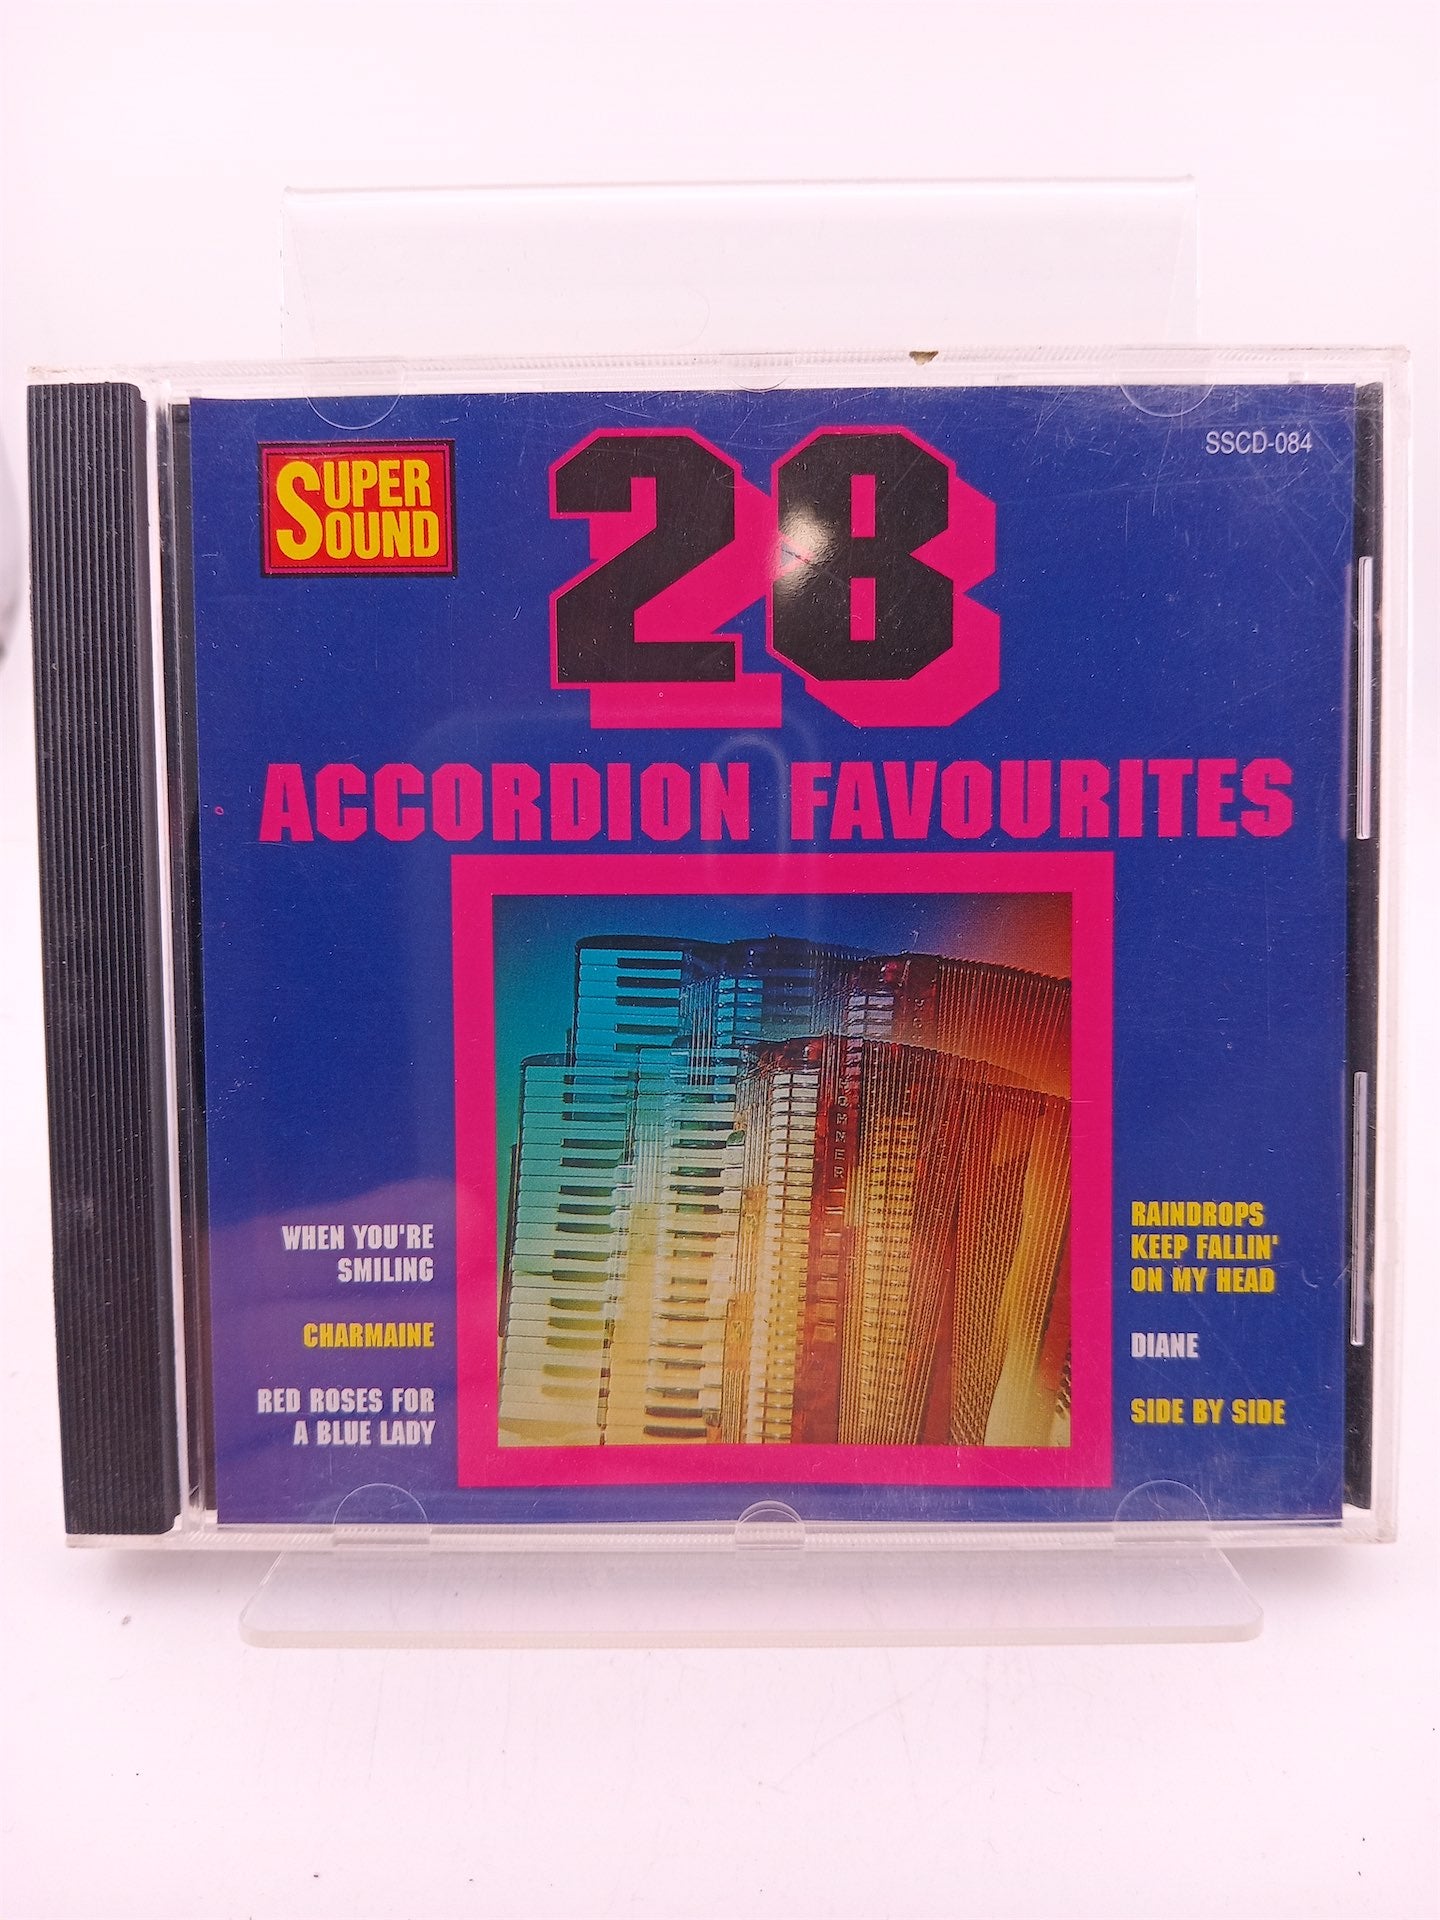 SUPER
SOUND
28
SSCD-084
ACCORDION FAVOURITES
HOHNER
WHEN YOU'RE
SMILING
CHARMAINE
RED ROSES FOR
A BLUE LADY
RAINDROPS
KEEP FALLIN'
ON MY HEAD
DIANE
SIDE BY SIDE